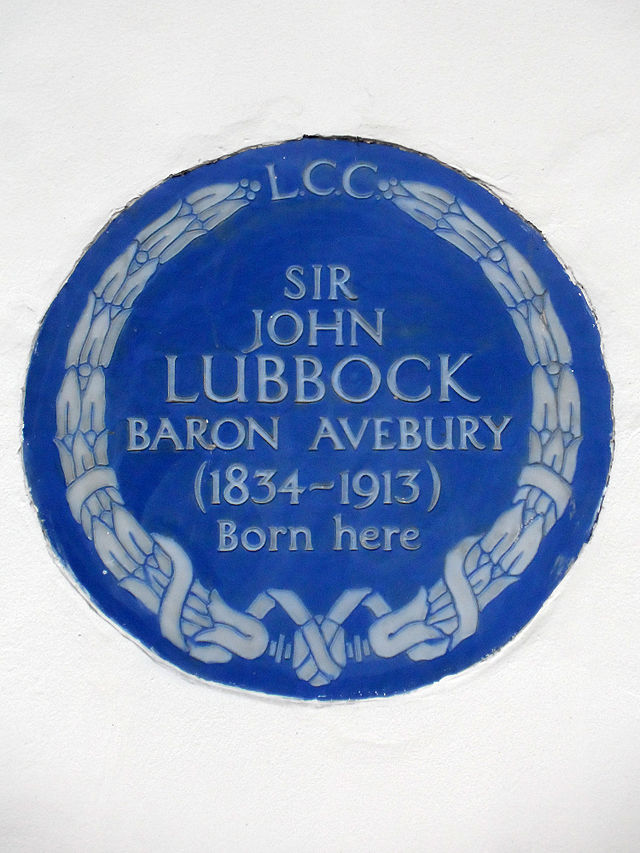 L.C.C.
SIR
JOHN
LUBBOCK
BARON AVEBURY
(1834~1913)
Born here